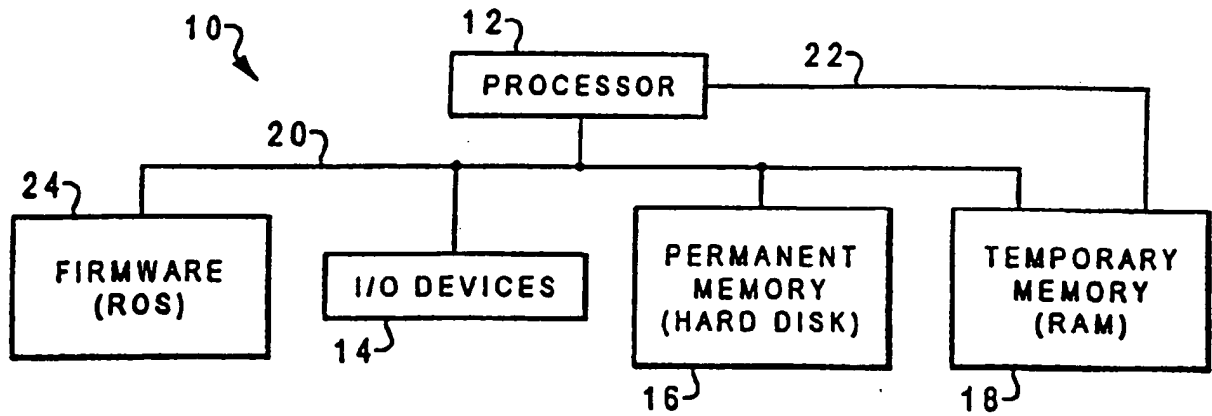 10
12
PROCESSOR
22
20
24
FIRMWARE
(ROS)
I/O DEVICES
14
PERMANENT
MEMORY
(HARD DISK)
16
TEMPORARY
MEMORY
(RAM)
18